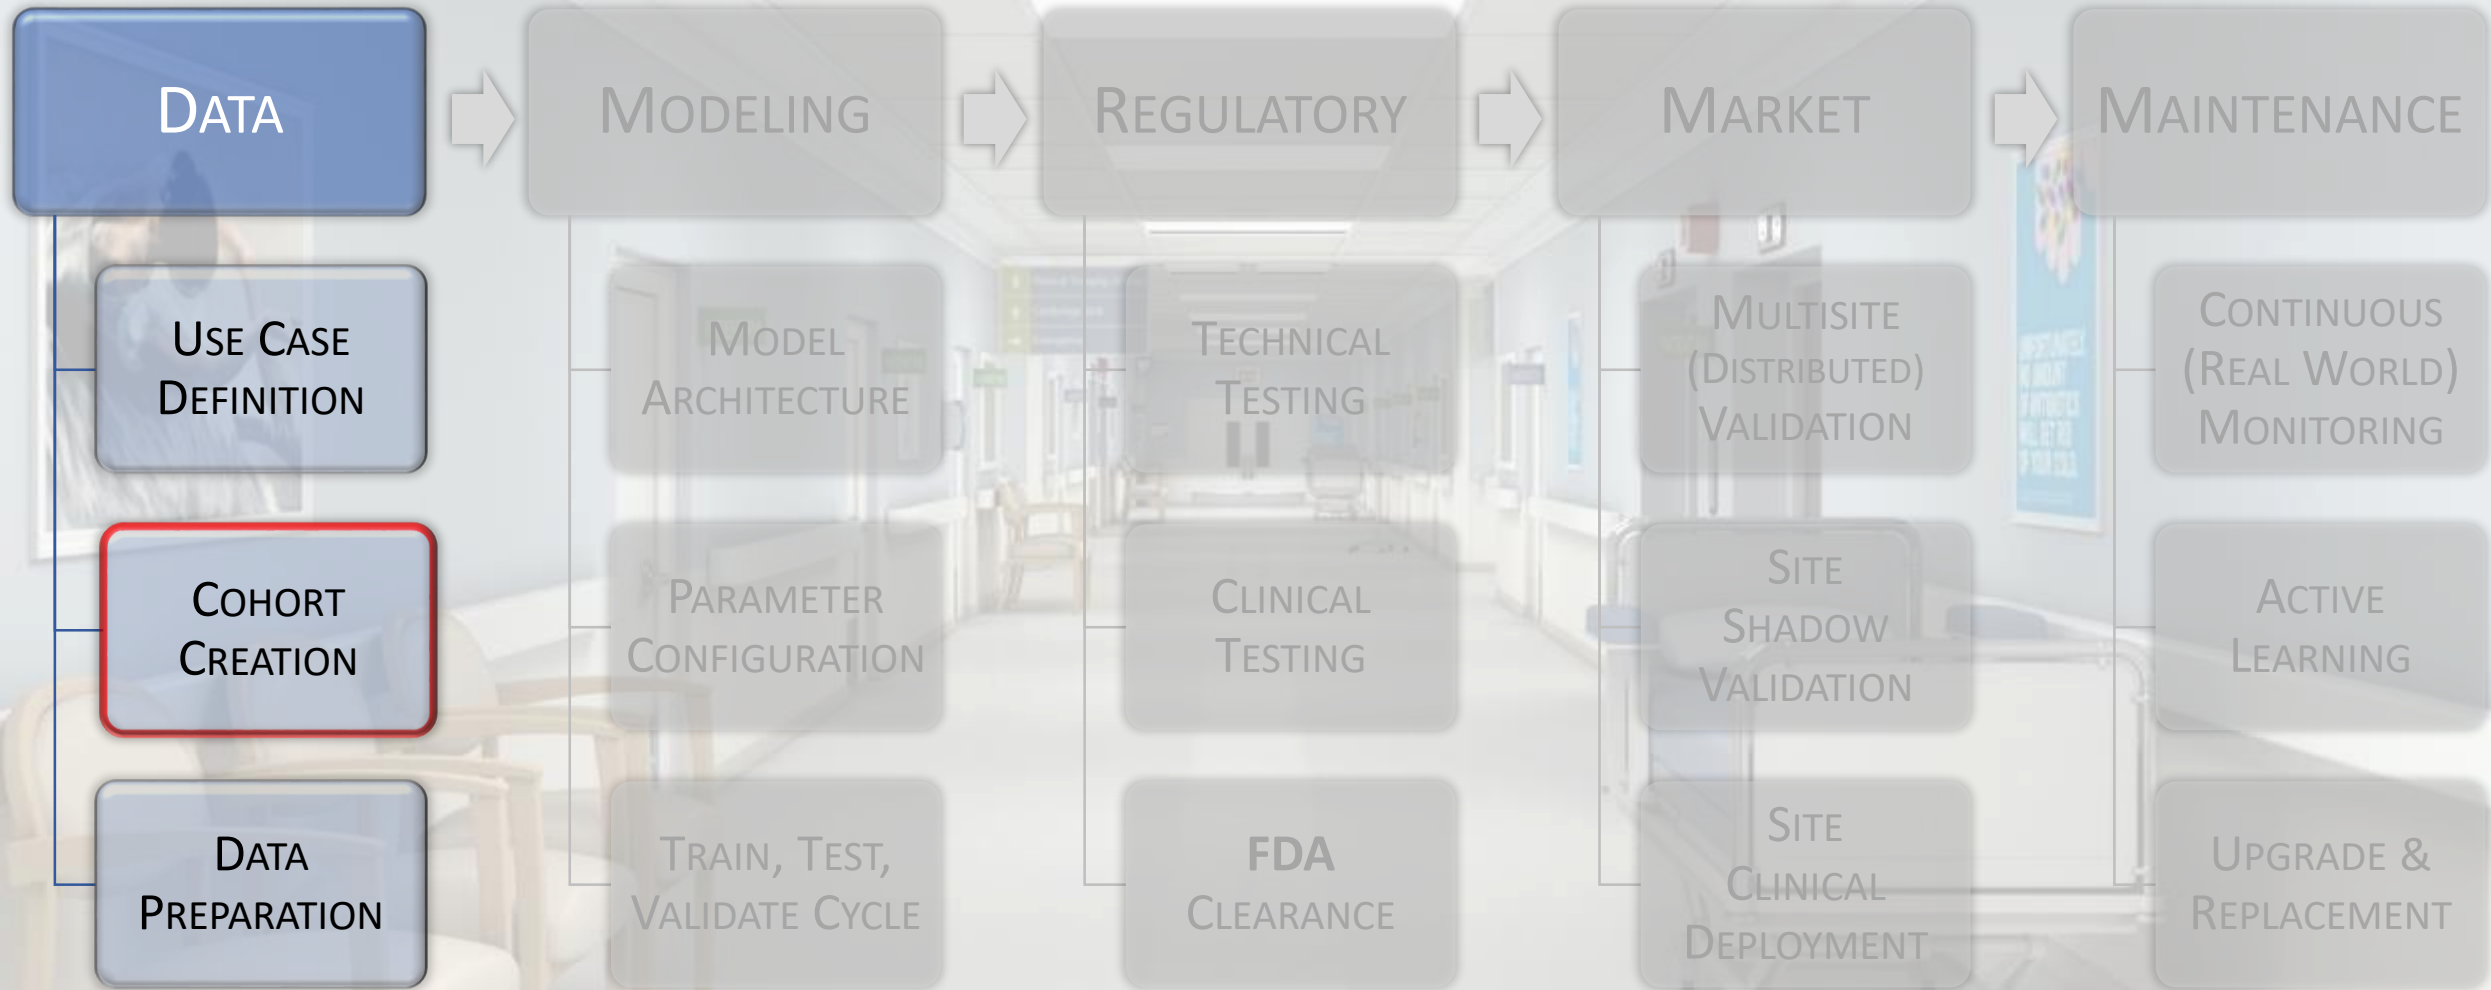 DATA
USE CASE
DEFINITION
COHORT
CREATION
DATA
PREPARATION
MODELING
MODEL
ARCHITECTURE
PARAMETER
CONFIGURATION
TRAIN, TEST,
VALIDATE CYCLE
REGULATORY
TECHNICAL
TESTING
CLINICAL
TESTING
FDA
CLEARANCE
MARKET
MULTISITE
(DISTRIBUTED)
VALIDATION
SITE
SHADOW
VALIDATION
SITE
CLINICAL
DEPLOYMENT
MAINTENANCE
CONTINUOUS
(REAL WORLD)
MONITORING
ACTIVE
LEARNING
UPGRADE &
REPLACEMENT